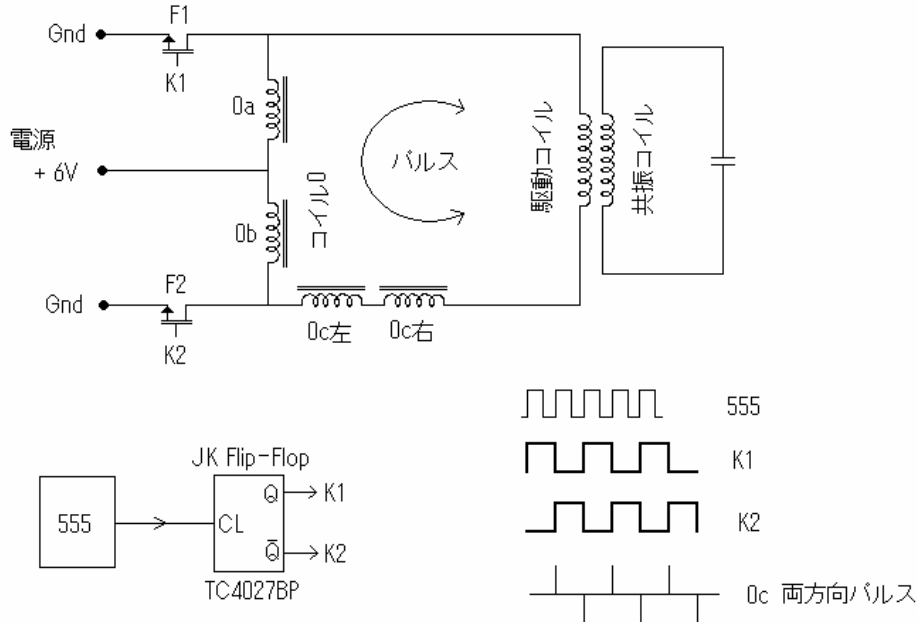 F1
Gnd
K1
0a
電源
+ 6V
パルス
コイル0
駆動コイル
共振コイル
0b
F2
Gnd
K2
0c左
0c右
555
K1
K2
0c 両方向パルス
JK Flip-Flop
555
CL
Q
K1
Q̅
K2
TC4027BP